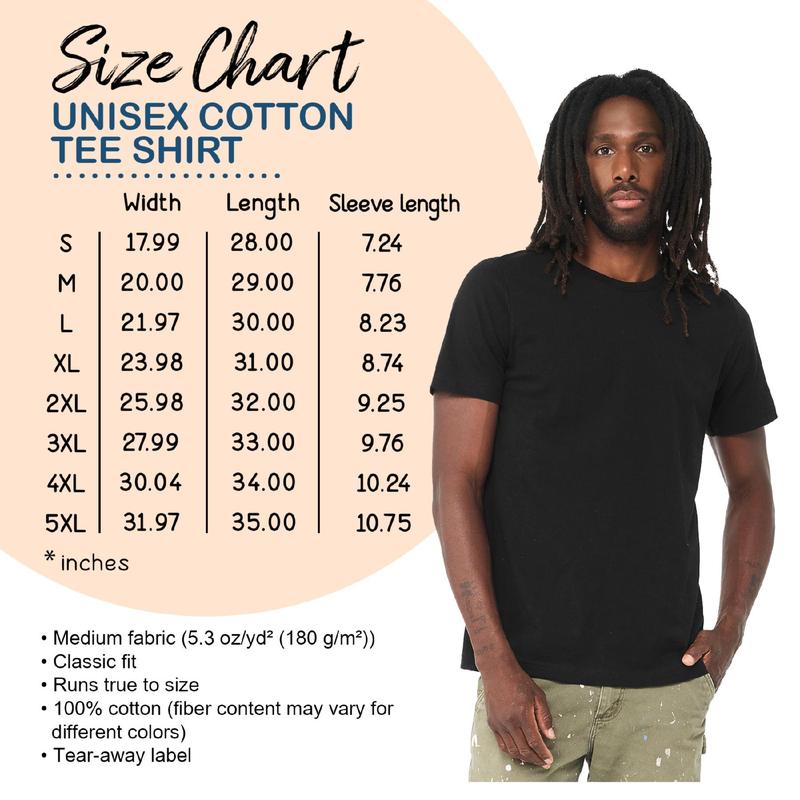 Size Chart
UNISEX COTTON
TEE SHIRT
Width Length Sleeve length
S 17.99 28.00 7.24
M 20.00 29.00 7.76
L 21.97 30.00 8.23
XL 23.98 31.00 8.74
2XL 25.98 32.00 9.25
3XL 27.99 33.00 9.76
4XL 30.04 34.00 10.24
5XL 31.97 35.00 10.75
* inches
• Medium fabric (5.3 oz/yd² (180 g/m²))
• Classic fit
• Runs true to size
• 100% cotton (fiber content may vary for
different colors)
• Tear-away label